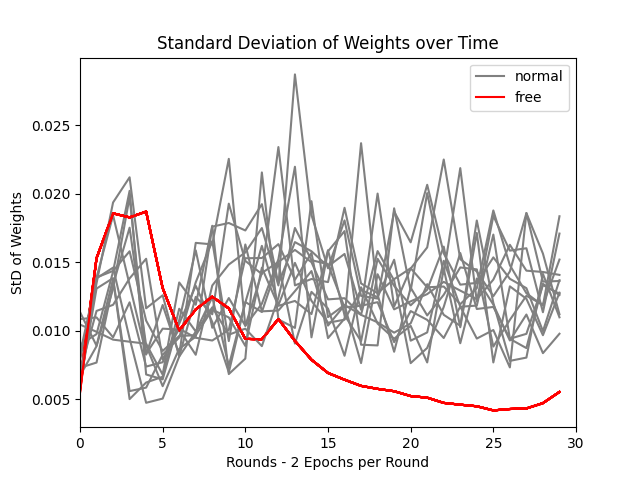 Standard Deviation of Weights over Time
normal
free
StD of Weights
0.025
0.020
0.015
0.010
0.005
0
5
10
15
20
25
30
Rounds - 2 Epochs per Round